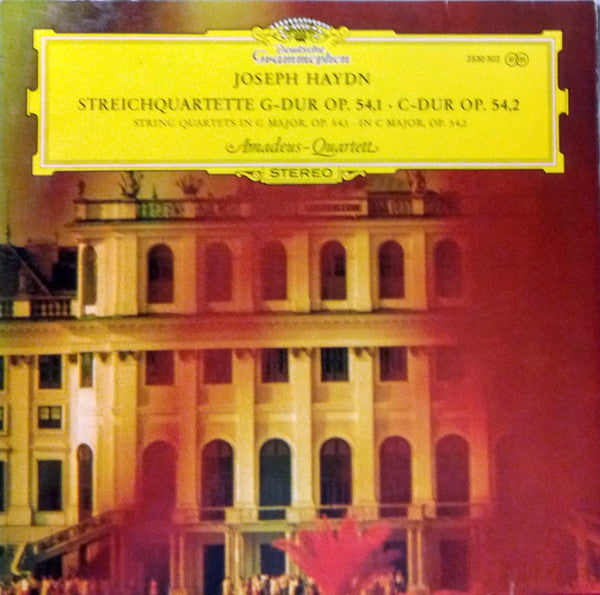 Deutsche
Grammophon
2530 302
JOSEPH HAYDN
STREICHQUARTETTE G-DUR OP. 54,1 · C-DUR OP. 54,2
STRING QUARTETS IN G MAJOR, OP. 54,1 · IN C MAJOR, OP. 54,2
Amadeus-Quartett
STEREO